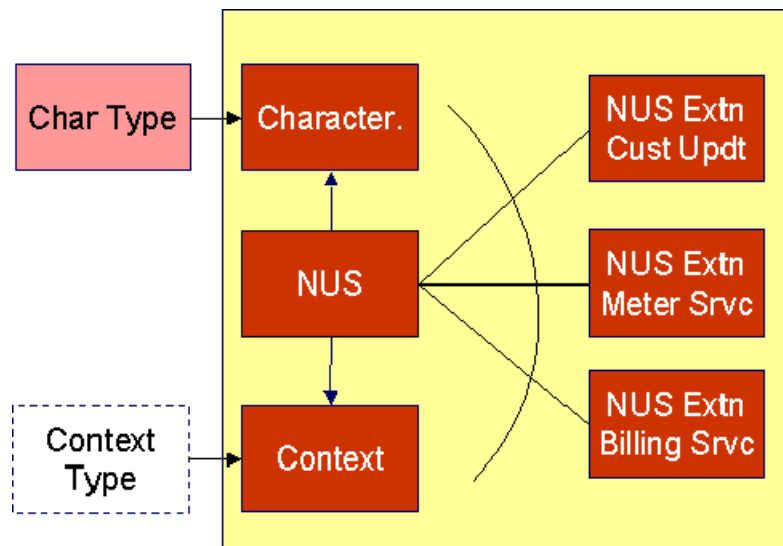 Char Type
Character.
NUS Extn
Cust Updt
NUS
NUS Extn
Meter Srvc
Context
Type
Context
NUS Extn
Billing Srvc